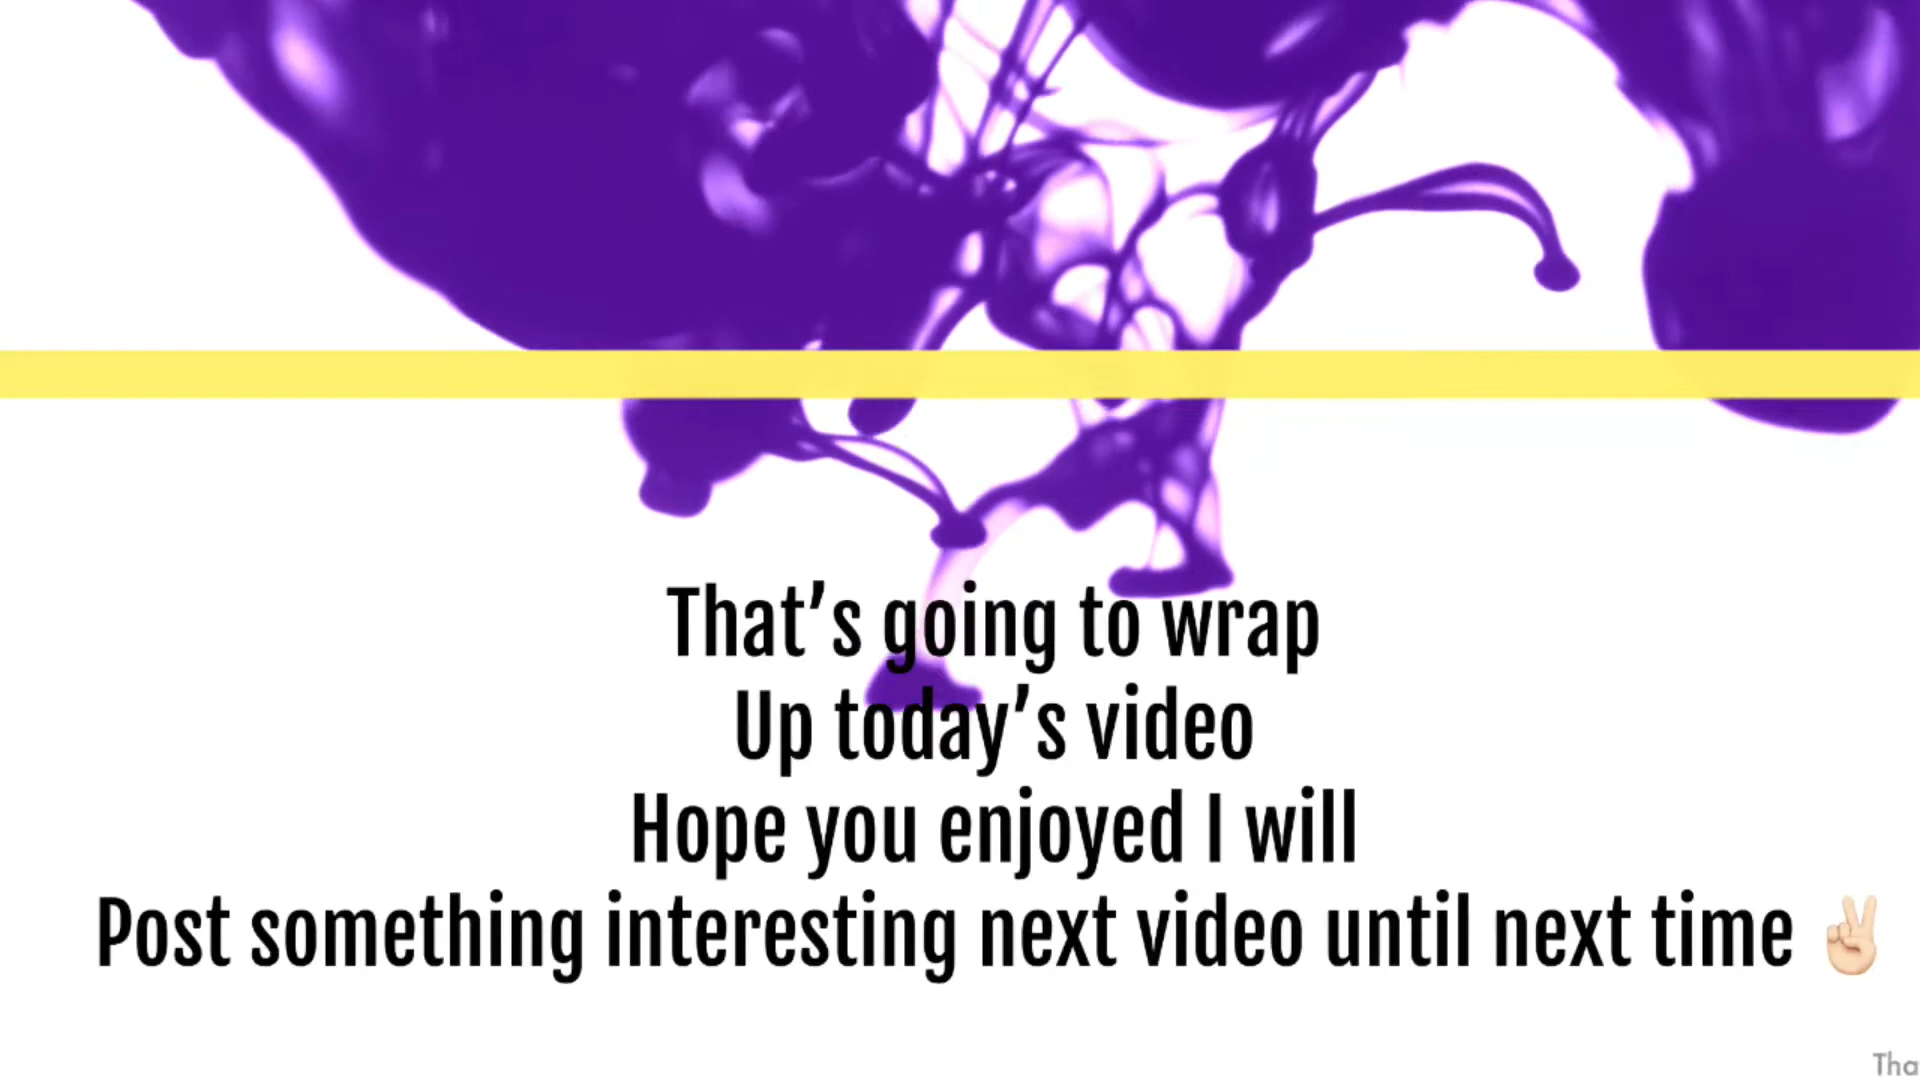 That’s going to wrap
Up today’s video
Hope you enjoyed I will
Post something interesting next video until next time ✌🏻
Tha